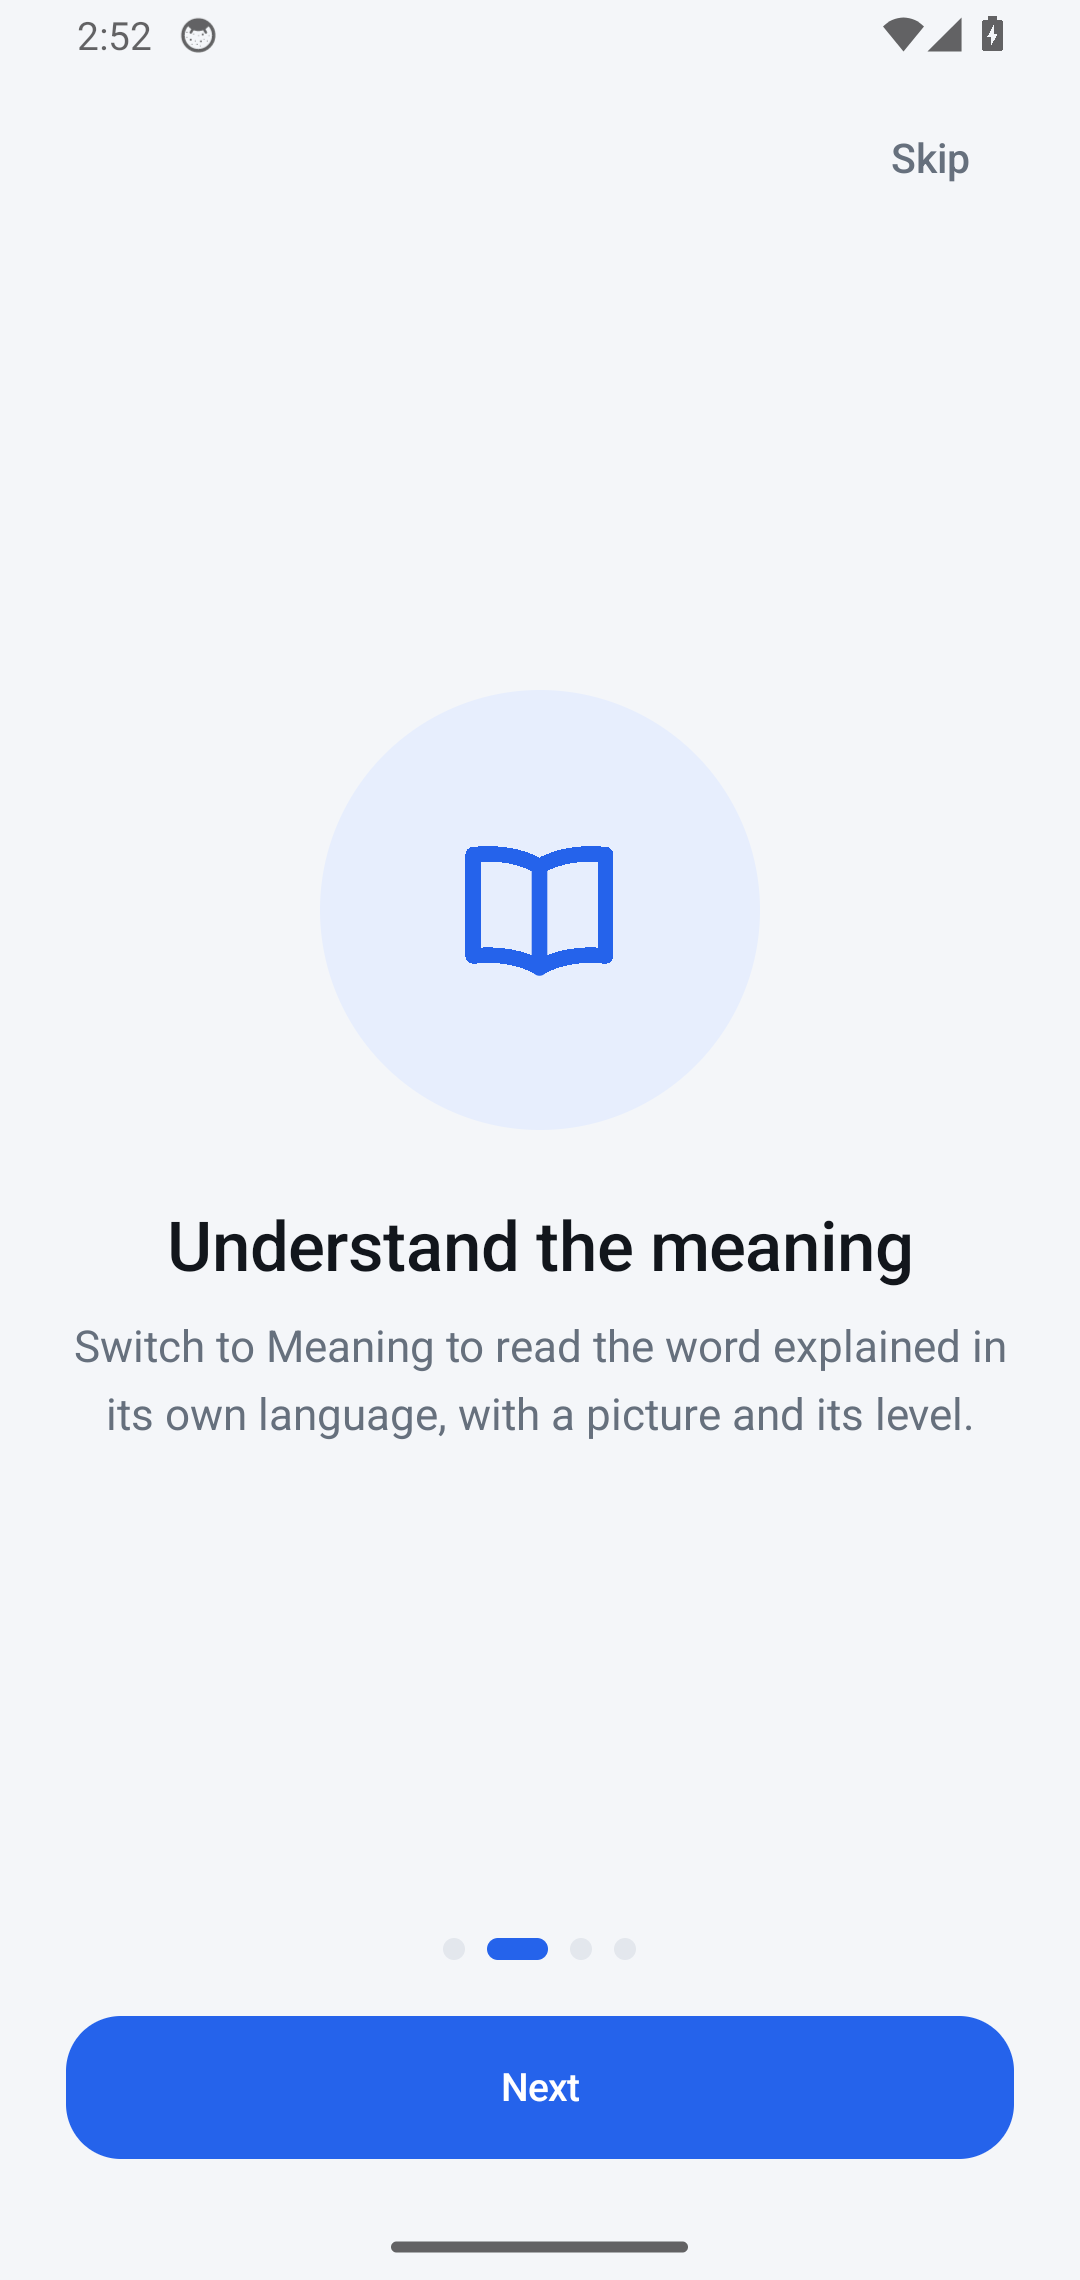 2:52
Skip
Understand the meaning
Switch to Meaning to read the word explained in
its own language, with a picture and its level.
Next